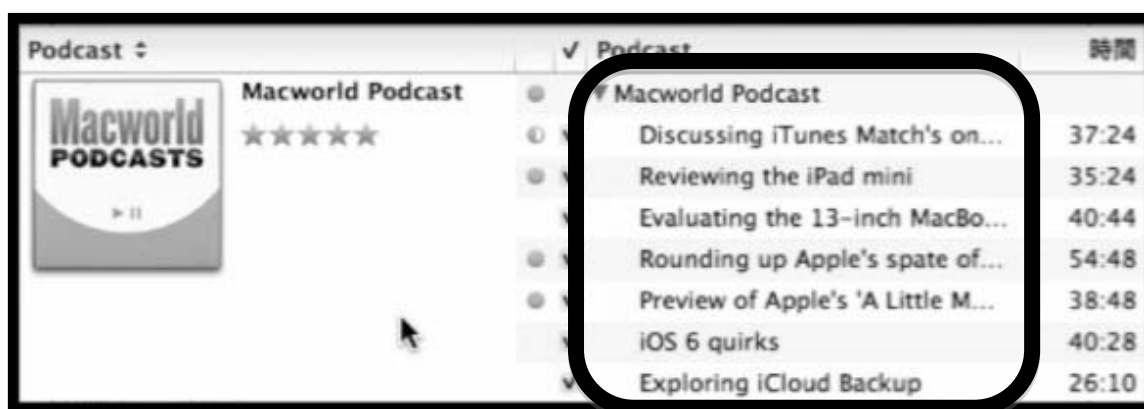 Podcast ✓ Podcast 時間
Macworld PODCASTS
Macworld Podcast
Macworld Podcast
Discussing iTunes Match's on... 37:24
Reviewing the iPad mini 35:24
Evaluating the 13-inch MacBo... 40:44
Rounding up Apple's spate of... 54:48
Preview of Apple's 'A Little M... 38:48
iOS 6 quirks 40:28
Exploring iCloud Backup 26:10